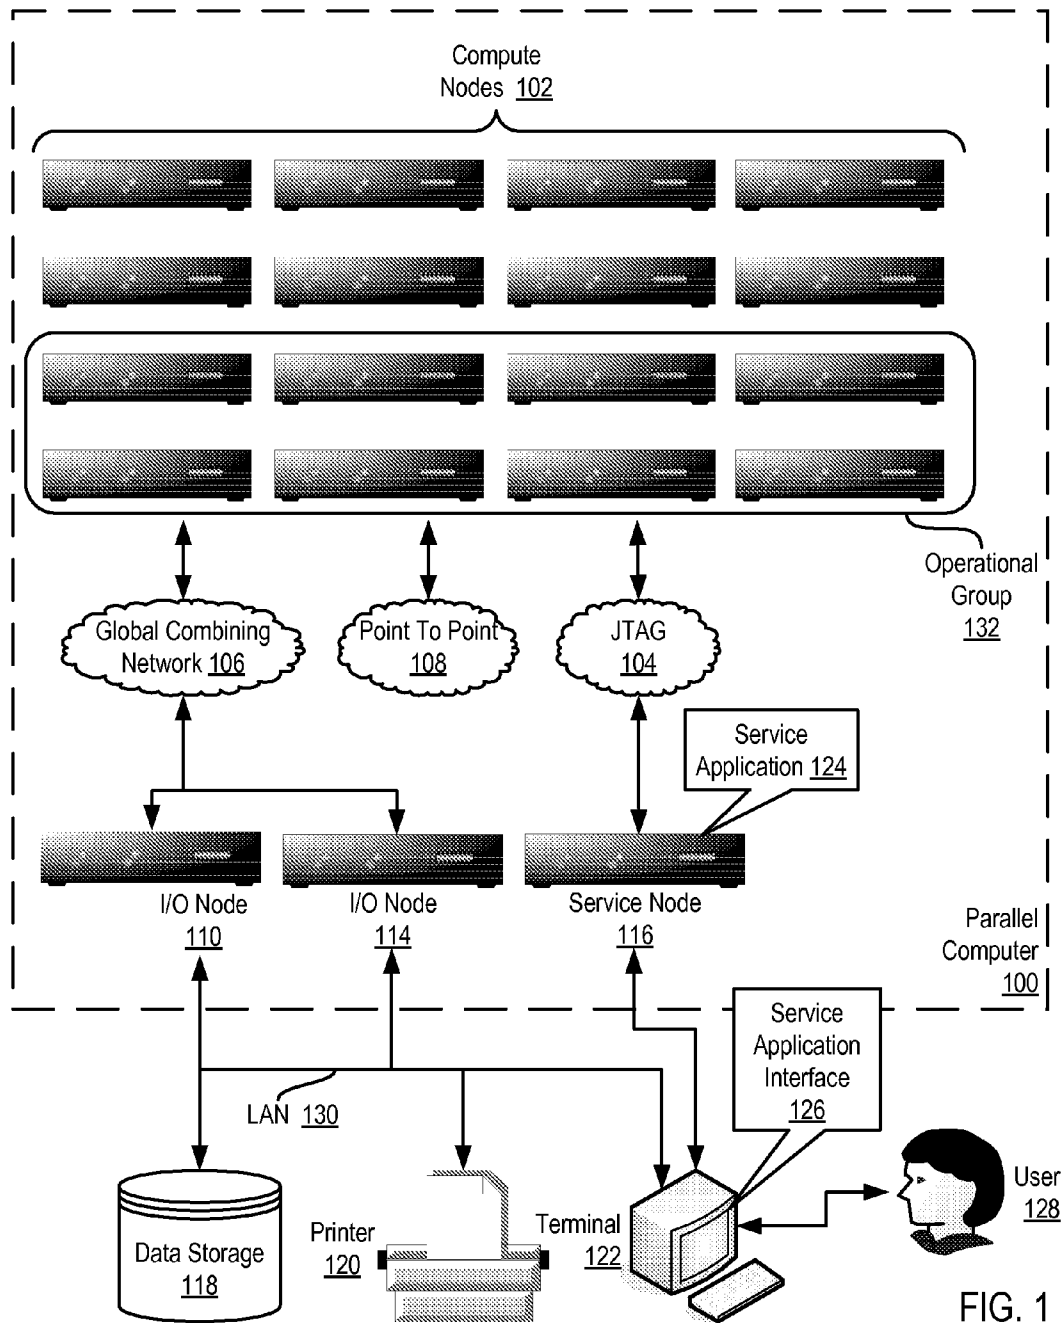 Compute
Nodes 102
Operational
Group
132
Global Combining
Network 106
Point To Point
108
JTAG
104
Service
Application 124
I/O Node
110
I/O Node
114
Service Node
116
Parallel
Computer
100
Service
Application
Interface
126
LAN 130
Data Storage
118
Printer
120
Terminal
122
User
128
FIG. 1